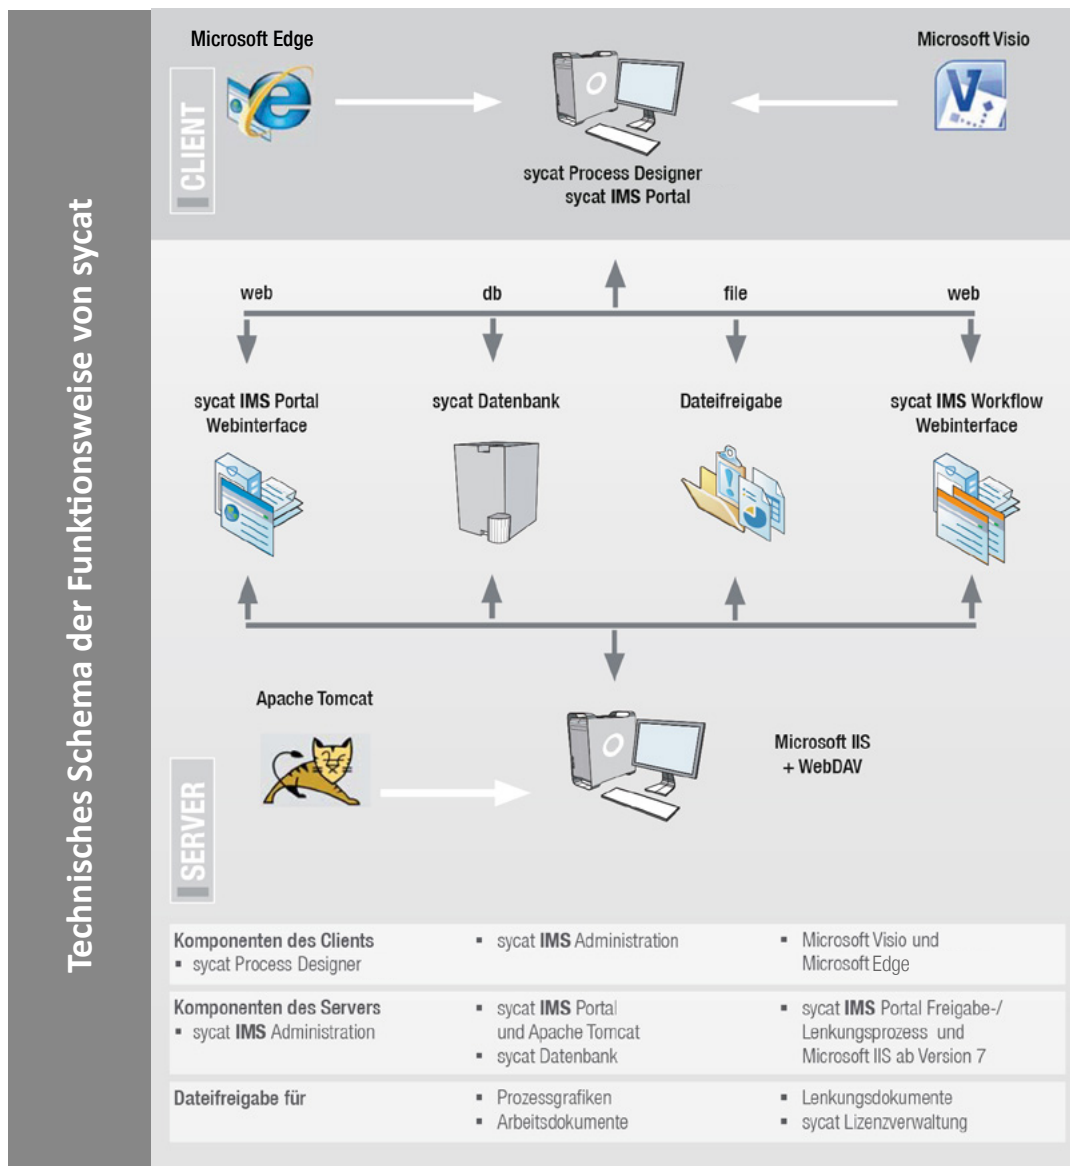 Technisches Schema der Funktionsweise von sycat
CLIENT
Microsoft Edge
Microsoft Visio
V
sycat Process Designer
sycat IMS Portal
web
db
file
web
sycat IMS Portal
Webinterface
sycat Datenbank
Dateifreigabe
sycat IMS Workflow
Webinterface
Apache Tomcat
Microsoft IIS
+ WebDAV
SERVER
Komponenten des Clients
▪ sycat Process Designer
▪ sycat IMS Administration
▪ Microsoft Visio und
Microsoft Edge
Komponenten des Servers
▪ sycat IMS Administration
▪ sycat IMS Portal
und Apache Tomcat
▪ sycat Datenbank
▪ sycat IMS Portal Freigabe-/
Lenkungsprozess und
Microsoft IIS ab Version 7
Dateifreigabe für
▪ Prozessgrafiken
▪ Arbeitsdokumente
▪ Lenkungsdokumente
▪ sycat Lizenzverwaltung